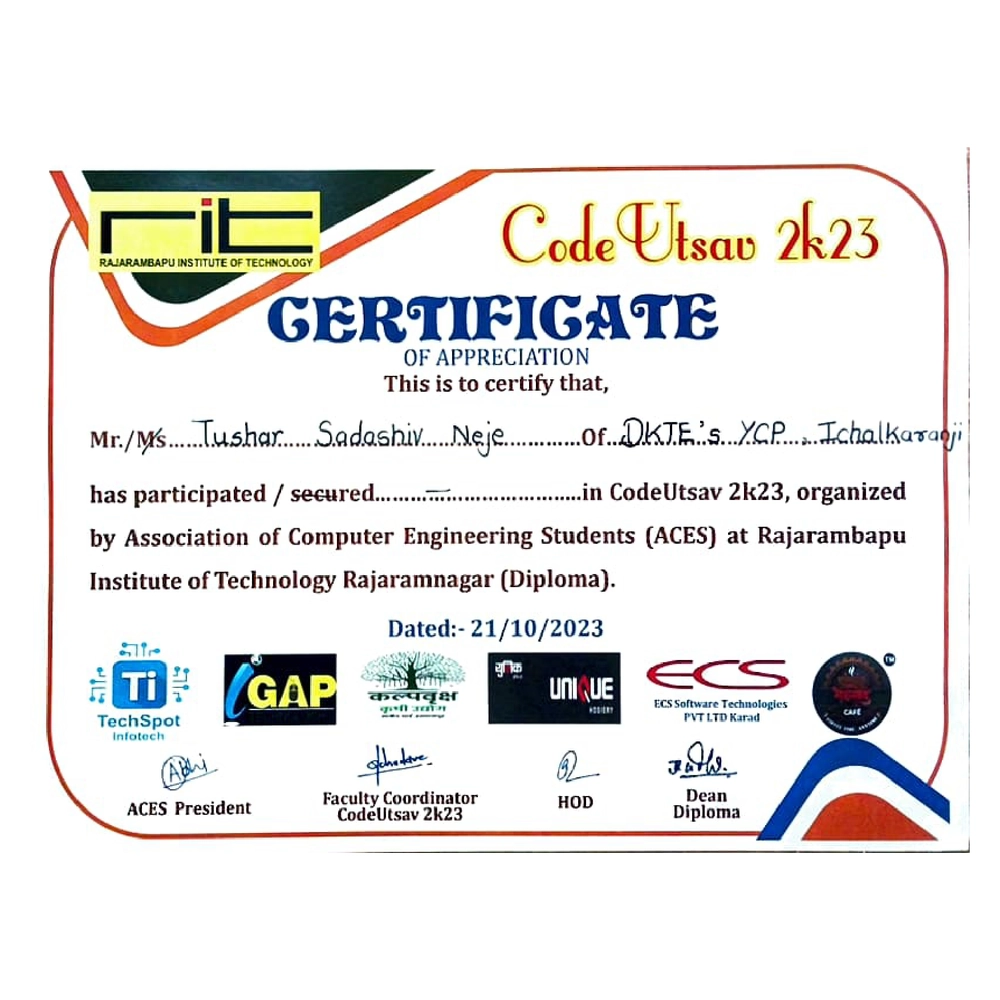 rit
RAJARAMBAPU INSTITUTE OF TECHNOLOGY
Code Utsav 2k23
CERTIFICATE
OF APPRECIATION
This is to certify that,
Mr./Ms.....Tushar.....Sadashiv....Neje............Of...DKTE's YCP, Ichalkaranji
has participated / secured.........—..........................in CodeUtsav 2k23, organized
by Association of Computer Engineering Students (ACES) at Rajarambapu
Institute of Technology Rajaramnagar (Diploma).
Dated:- 21/10/2023
Ti
TechSpot
Infotech
iGAP
कल्पवृक्ष
कृषी उद्योग
युनिक
UNIQUE
HOSIERY
ECS
ECS Software Technologies
PVT LTD Karad
CAFE
TM
Abhi
ACES President
Faculty Coordinator
CodeUtsav 2k23
HOD
Dean
Diploma